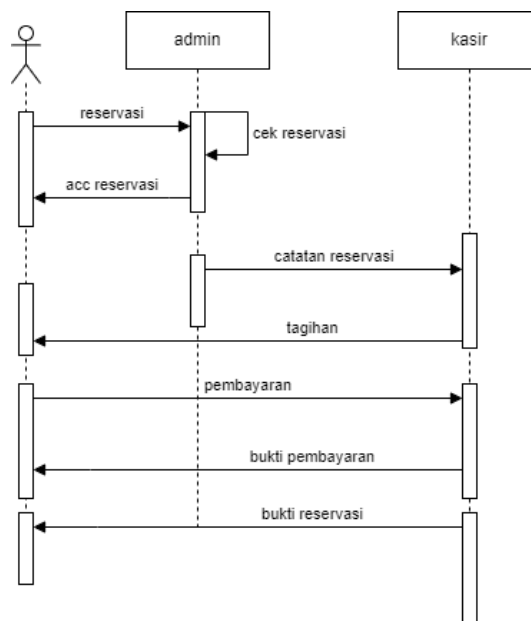 admin
kasir
reservasi
cek reservasi
acc reservasi
catatan reservasi
tagihan
pembayaran
bukti pembayaran
bukti reservasi